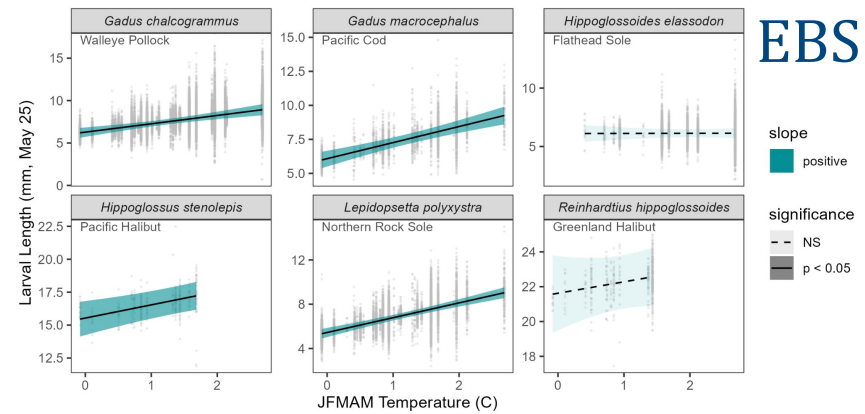 Gadus chalcogrammus
Gadus macrocephalus
Hippoglossoides elassodon
EBS
Walleye Pollock
Pacific Cod
Flathead Sole
15
10
5
0
15.0
12.5
10.0
7.5
5.0
10
5
Larval Length (mm, May 25)
Hippoglossus stenolepis
Lepidopsetta polyxystra
Reinhardtius hippoglossoides
Pacific Halibut
Northern Rock Sole
Greenland Halibut
22.5
20.0
17.5
15.0
12.5
12
8
4
24
22
20
18
0 1 2
0 1 2
0 1 2
JFMAM Temperature (C)
slope
positive
significance
NS
p < 0.05